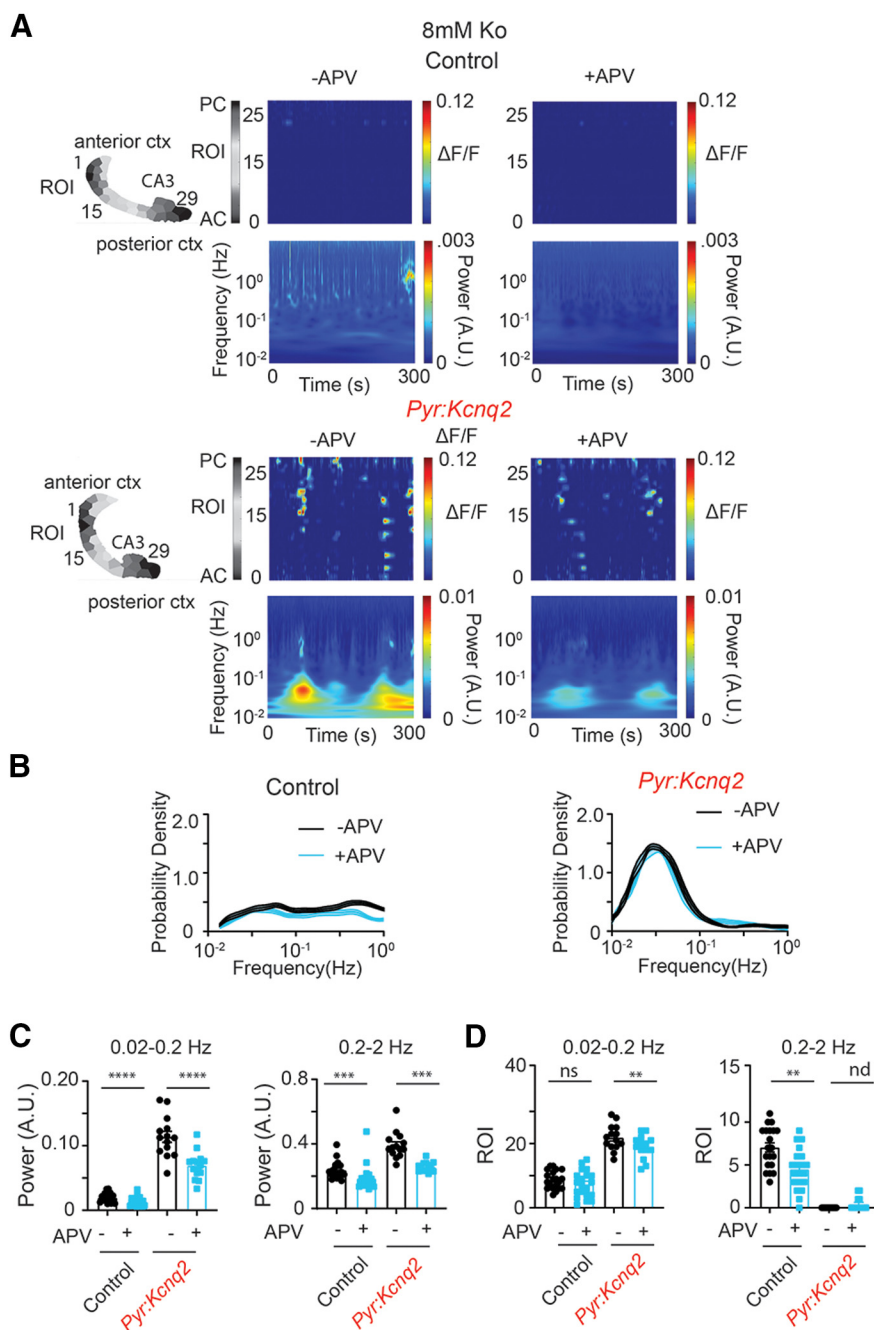 A
8mM Ko
Control
-APV
+APV
PC
25
ROI
15
AC
0
0.12
ΔF/F
0
25
15
0
0.12
ΔF/F
0
anterior ctx
1
ROI
CA3
15
29
posterior ctx
Frequency (Hz)
10⁰
10⁻¹
10⁻²
0
Time (s)
300
.003
Power (A.U.)
0
10⁰
10⁻¹
10⁻²
0
Time (s)
300
.003
Power (A.U.)
0
Pyr:Kcnq2
-APV
ΔF/F
+APV
PC
25
ROI
15
AC
0
0.12
ΔF/F
0
25
15
0
0.12
ΔF/F
0
anterior ctx
1
ROI
CA3
15
29
posterior ctx
Frequency (Hz)
10⁰
10⁻¹
10⁻²
0
Time (s)
300
0.01
Power (A.U.)
0
10⁰
10⁻¹
10⁻²
0
Time (s)
300
0.01
Power (A.U.)
0
B
Control
Probability Density
2.0
1.0
0
-APV
+APV
10⁻²
10⁻¹
10⁰
Frequency(Hz)
Pyr:Kcnq2
Probability Density
2.0
1.0
0
-APV
+APV
10⁻²
10⁻¹
10⁰
Frequency(Hz)
C
0.02-0.2 Hz
Power (A.U.)
0.20
0.10
0
****
****
APV
-
+
-
+
Control
Pyr:Kcnq2
0.2-2 Hz
Power (A.U.)
0.8
0.4
0
***
***
-
+
-
+
Control
Pyr:Kcnq2
D
0.02-0.2 Hz
ROI
40
20
0
ns
**
APV
-
+
-
+
Control
Pyr:Kcnq2
0.2-2 Hz
ROI
15
10
5
0
**
nd
-
+
-
+
Control
Pyr:Kcnq2